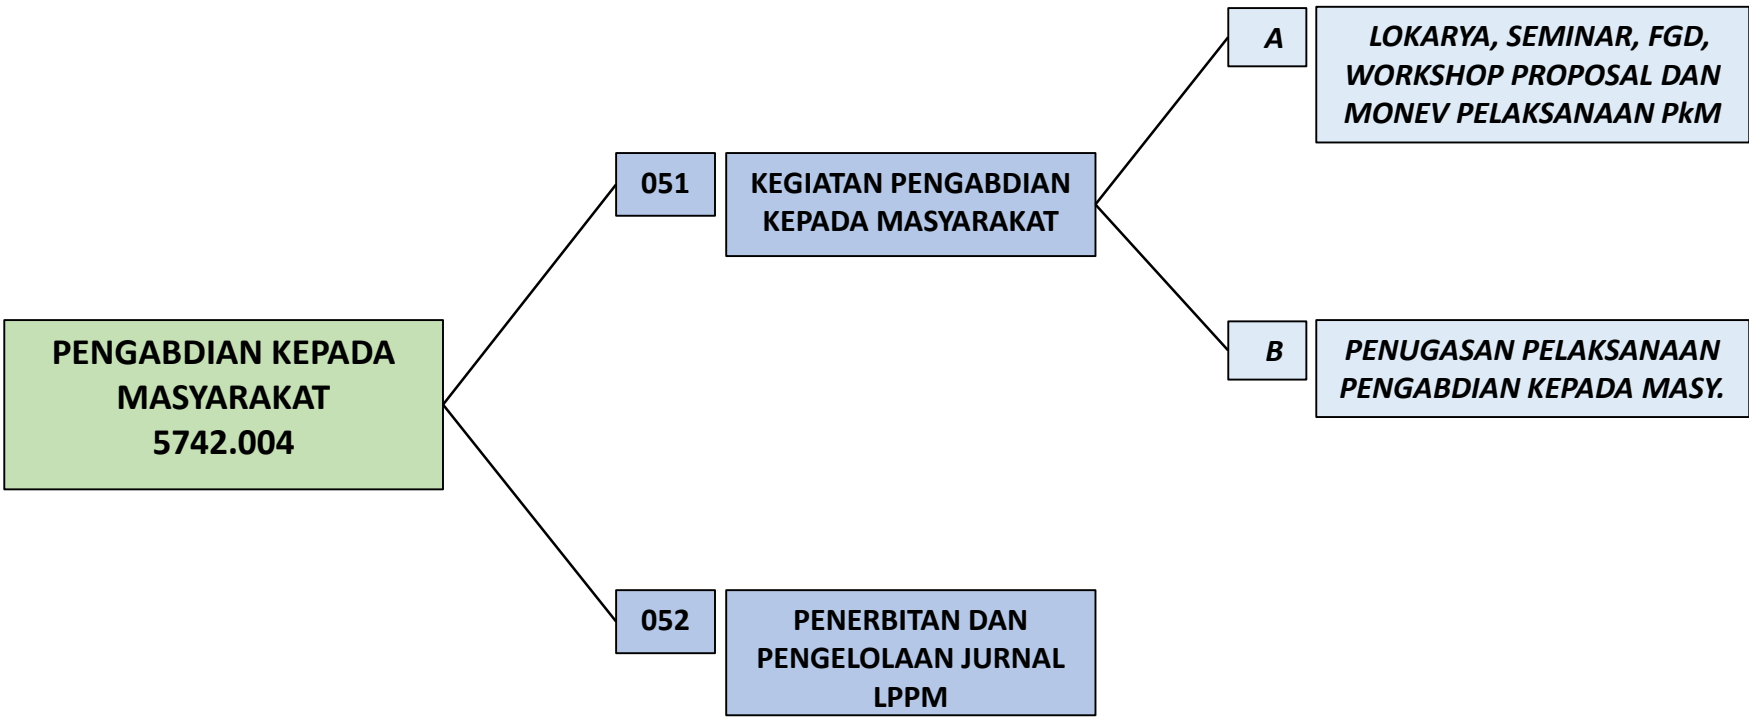 PENGABDIAN KEPADA
MASYARAKAT
5742.004
051
KEGIATAN PENGABDIAN
KEPADA MASYARAKAT
A
LOKARYA, SEMINAR, FGD,
WORKSHOP PROPOSAL DAN
MONEV PELAKSANAAN PkM
B
PENUGASAN PELAKSANAAN
PENGABDIAN KEPADA MASY.
052
PENERBITAN DAN
PENGELOLAAN JURNAL
LPPM